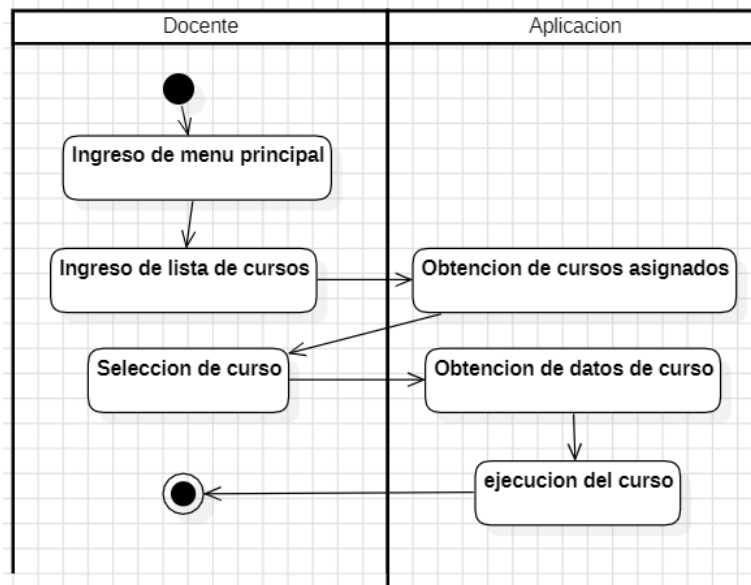 Docente
Aplicacion
Ingreso de menu principal
Ingreso de lista de cursos
Obtencion de cursos asignados
Seleccion de curso
Obtencion de datos de curso
ejecucion del curso